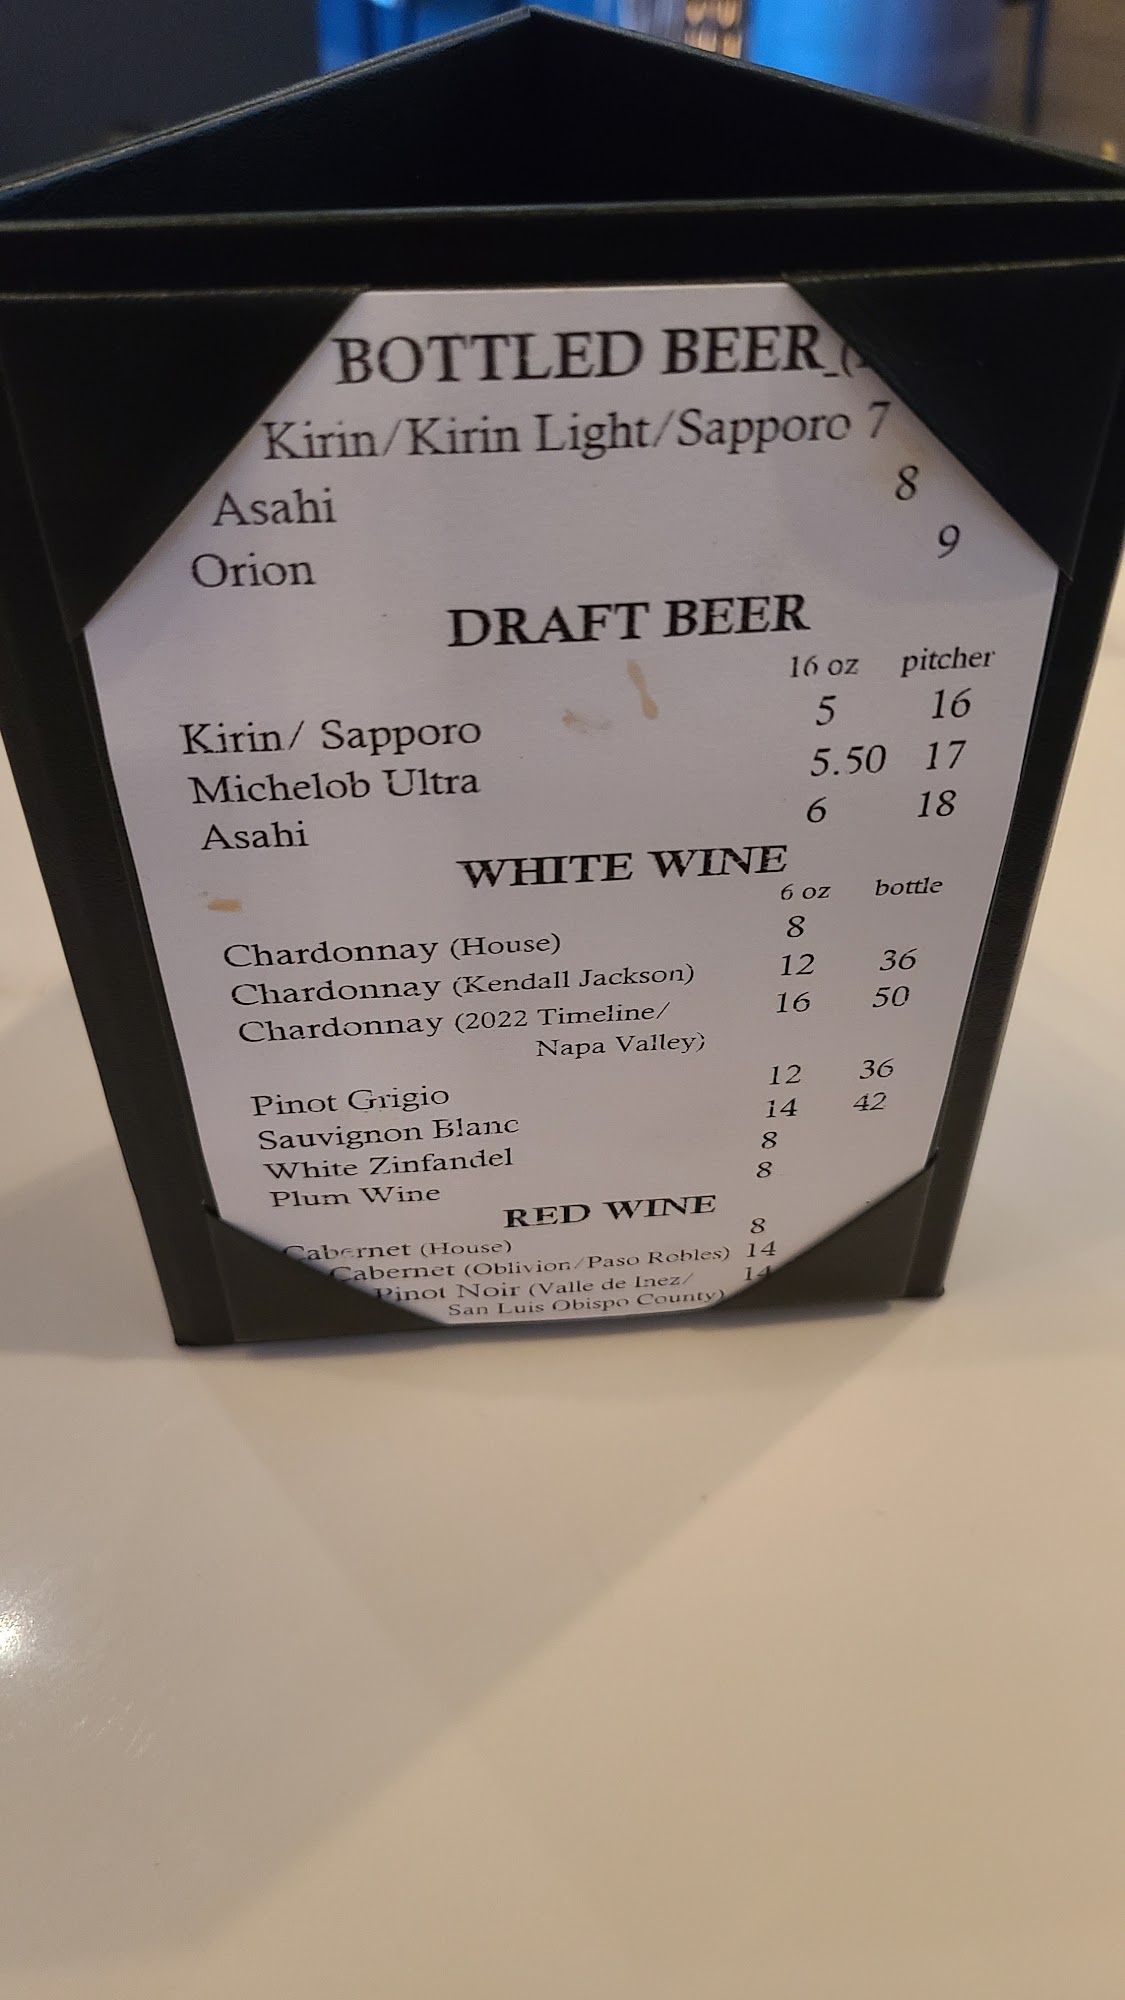 BOTTLED BEER (
Kirin/Kirin Light/Sapporo 7
Asahi 8
Orion 9
DRAFT BEER
16 oz pitcher
Kirin/ Sapporo 5 16
Michelob Ultra 5.50 17
Asahi 6 18
WHITE WINE
6 oz bottle
Chardonnay (House) 8
Chardonnay (Kendall Jackson) 12 36
Chardonnay (2022 Timeline/ 16 50
Napa Valley)
Pinot Grigio 12 36
Sauvignon Blanc 14 42
White Zinfandel 8
Plum Wine 8
RED WINE
Cabernet (House) 8
Cabernet (Oblivion/Paso Robles) 14
Pinot Noir (Valle de Inez/ 14
San Luis Obispo County)